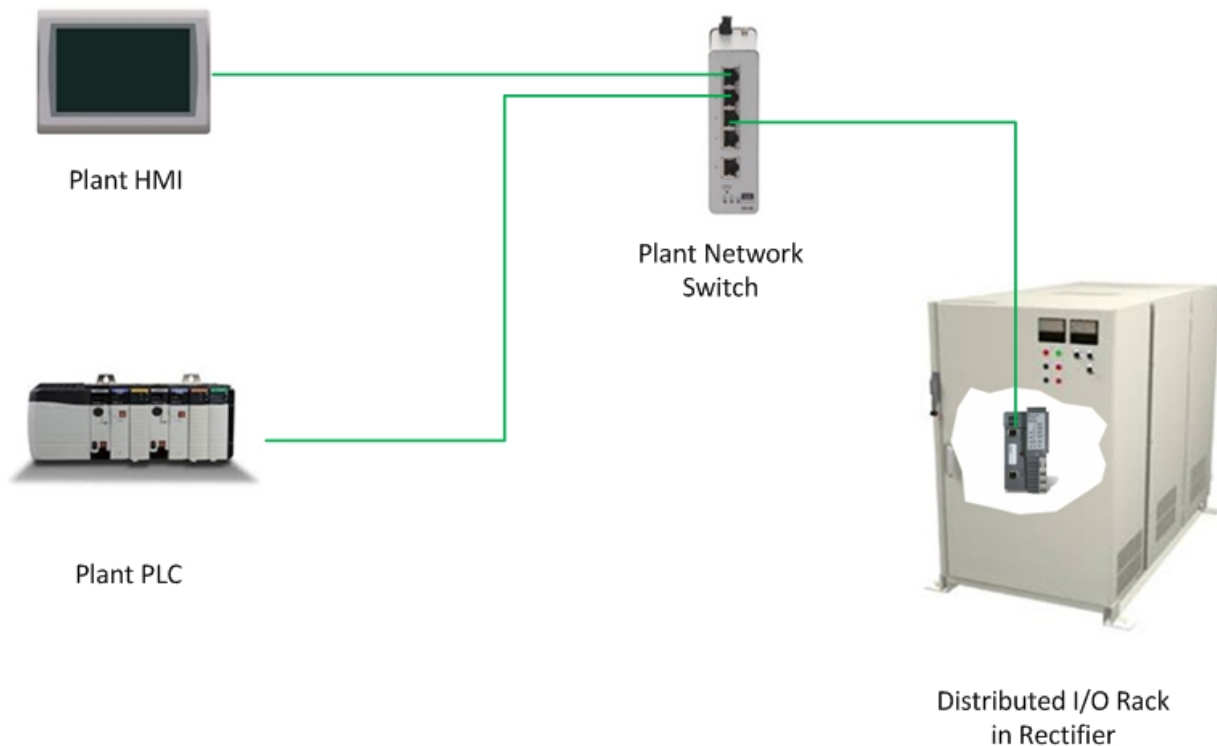 Plant HMI
Plant Network
Switch
Plant PLC
Distributed I/O Rack
in Rectifier